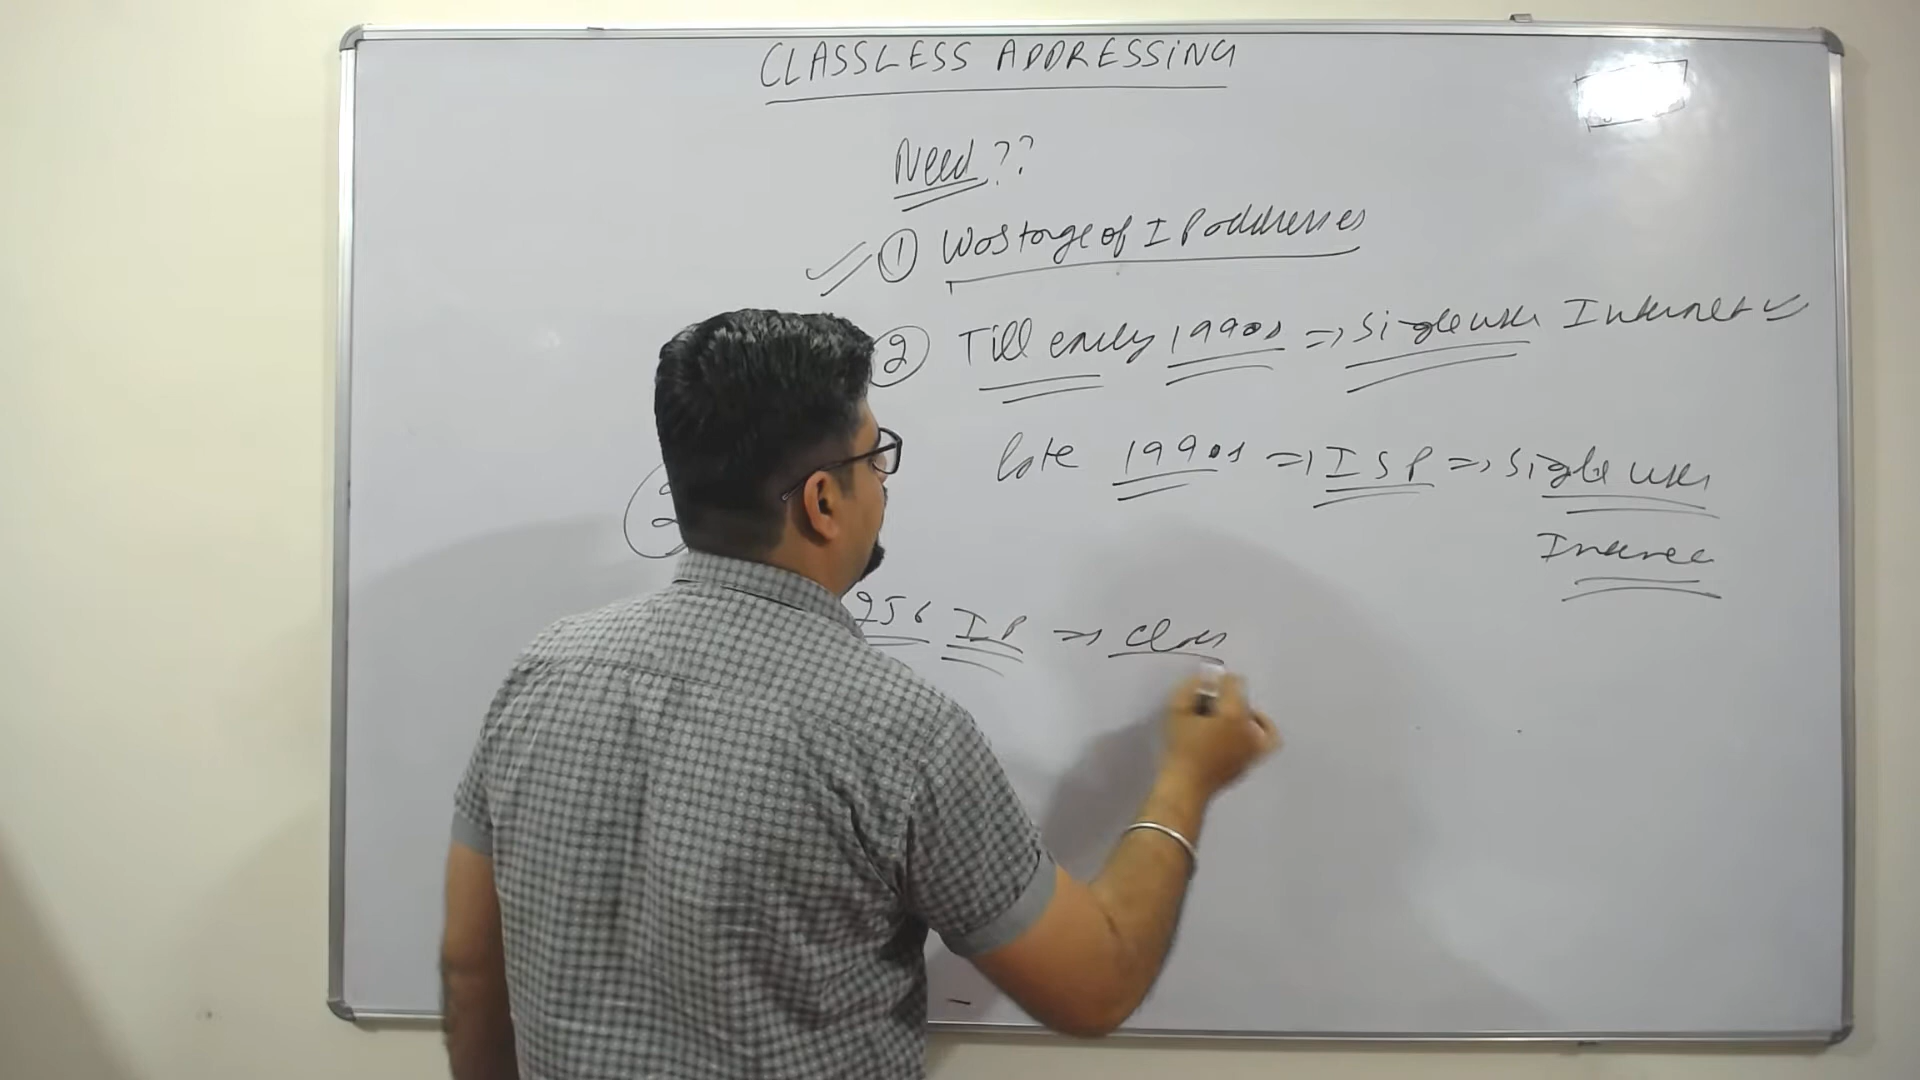 CLASSLESS ADDRESSING
Need??
① Wastage of IP addresses
② Till early 1990s => Single user Internet
late 1990s => ISP => Single user
Internet
256 IP => Class